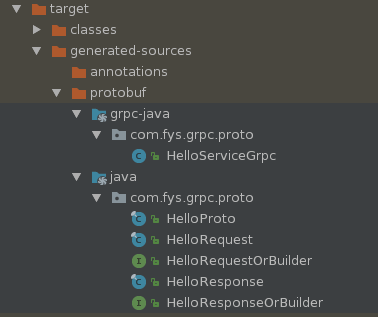 target
classes
generated-sources
annotations
protobuf
grpc-java
com.fys.grpc.proto
C HelloServiceGrpc
java
com.fys.grpc.proto
C HelloProto
C HelloRequest
I HelloRequestOrBuilder
C HelloResponse
I HelloResponseOrBuilder